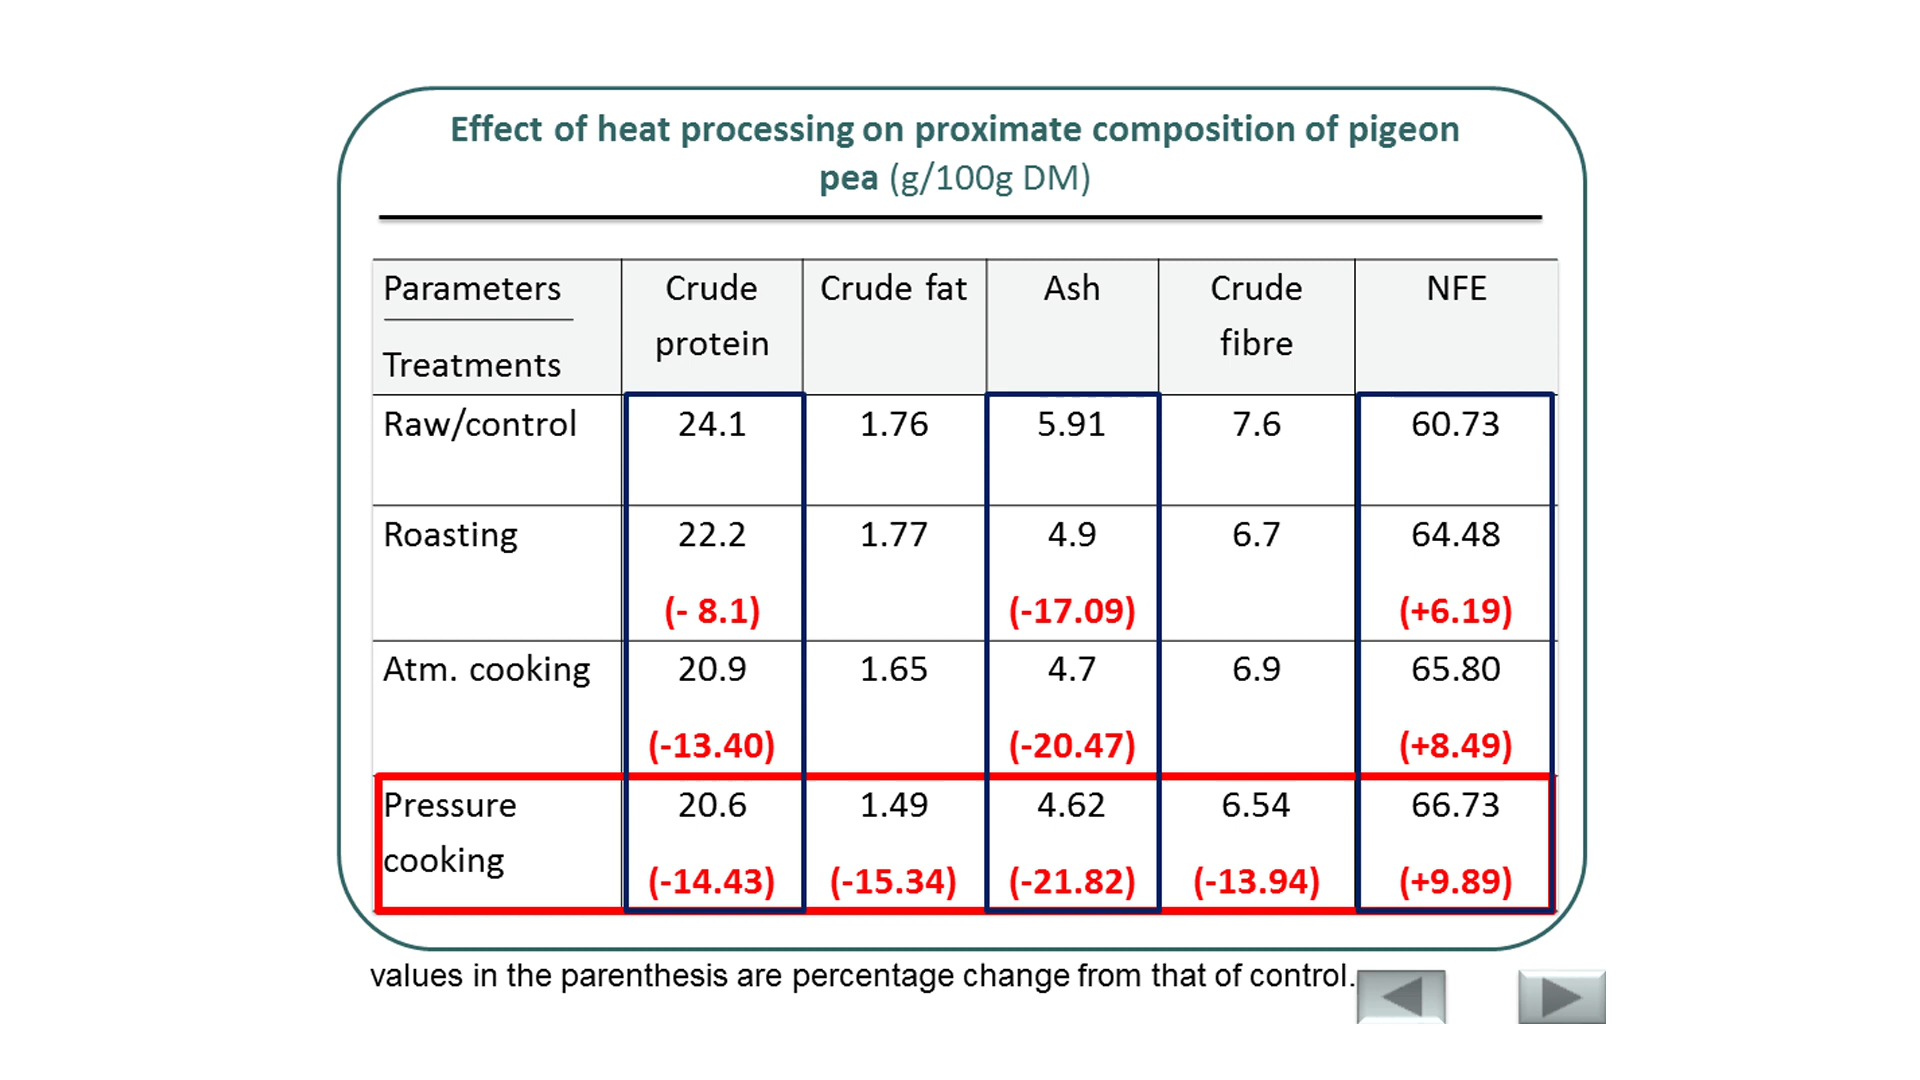 Effect of heat processing on proximate composition of pigeon
pea (g/100g DM)
Parameters Crude Crude fat Ash Crude NFE
protein fibre
Treatments
Raw/control 24.1 1.76 5.91 7.6 60.73
Roasting 22.2 1.77 4.9 6.7 64.48
(- 8.1) (-17.09) (+6.19)
Atm. cooking 20.9 1.65 4.7 6.9 65.80
(-13.40) (-20.47) (+8.49)
Pressure 20.6 1.49 4.62 6.54 66.73
cooking
(-14.43) (-15.34) (-21.82) (-13.94) (+9.89)
values in the parenthesis are percentage change from that of control.